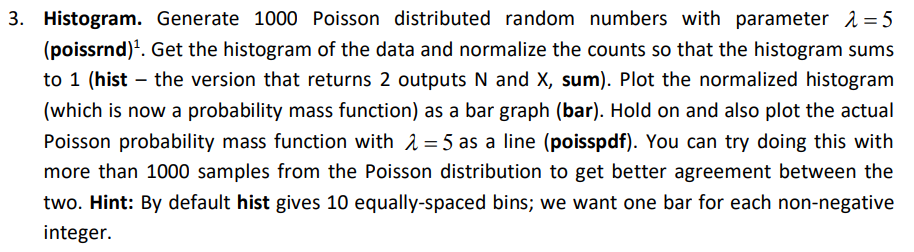 3. Histogram. Generate 1000 Poisson distributed random numbers with parameter λ = 5
(poissrnd)¹. Get the histogram of the data and normalize the counts so that the histogram sums
to 1 (hist – the version that returns 2 outputs N and X, sum). Plot the normalized histogram
(which is now a probability mass function) as a bar graph (bar). Hold on and also plot the actual
Poisson probability mass function with λ = 5 as a line (poisspdf). You can try doing this with
more than 1000 samples from the Poisson distribution to get better agreement between the
two. Hint: By default hist gives 10 equally-spaced bins; we want one bar for each non-negative
integer.